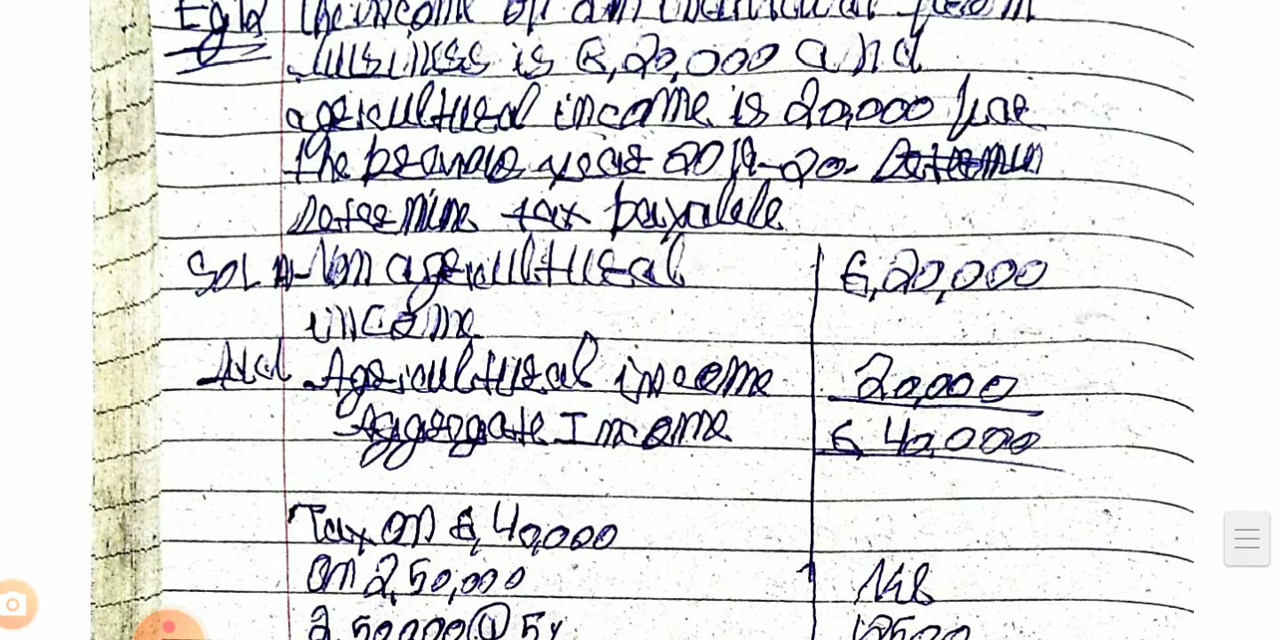 The income of an individual from
business is 6,20,000 and
agricultural income is 20,000 for
the previous year 2019-20.
Determine tax payable
Sol Non agricultural 6,20,000
income
Add Agricultural income 20,000
Aggregate Income 6,40,000
Tax on 6,40,000
On 2,50,000 Nil
2,50,000 @ 5% 12500